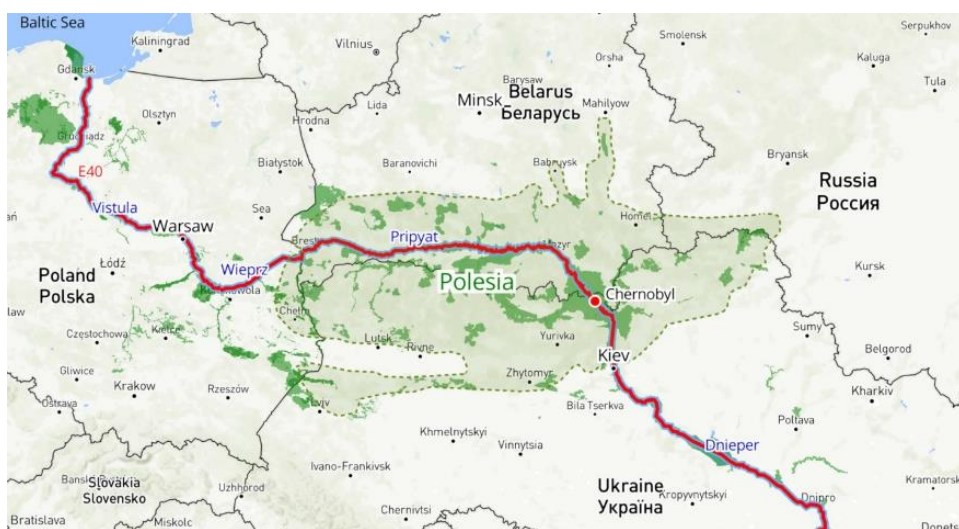 Baltic Sea
Kaliningrad
Vilnius
Smolensk
Serpukhov
Kaluga
Tula
Orsha
Gdańsk
Barysaw
Belarus
Беларусь
Minsk
Mahilyow
Olsztyn
Lida
Hrodna
Grudziądz
Bryansk
Białystok
Baranovichi
Babruysk
E40
Russia
Россия
Vistula
Sea
Homel
Warsaw
Brest
Pripyat
Mazyr
Łódź
Wieprz
Polesia
Poland
Polska
Chernobyl
Kursk
Chełm
Częstochowa
Kielce
Lutsk
Rivne
Yurivka
Sumy
Kiev
Belgorod
Gliwice
Krakow
Rzeszów
Zhytomyr
Ostrava
Lviv
Bila Tserkva
Kharkiv
Poltava
Khmelnytskyi
Vinnytsia
Dnieper
Ivano-Frankivsk
Slovakia
Slovensko
Uzhhorod
Ukraine
Україна
Kropyvnytskyi
Dnipro
Kramatorsk
Bratislava
Miskolc
Chernivtsi
Donets